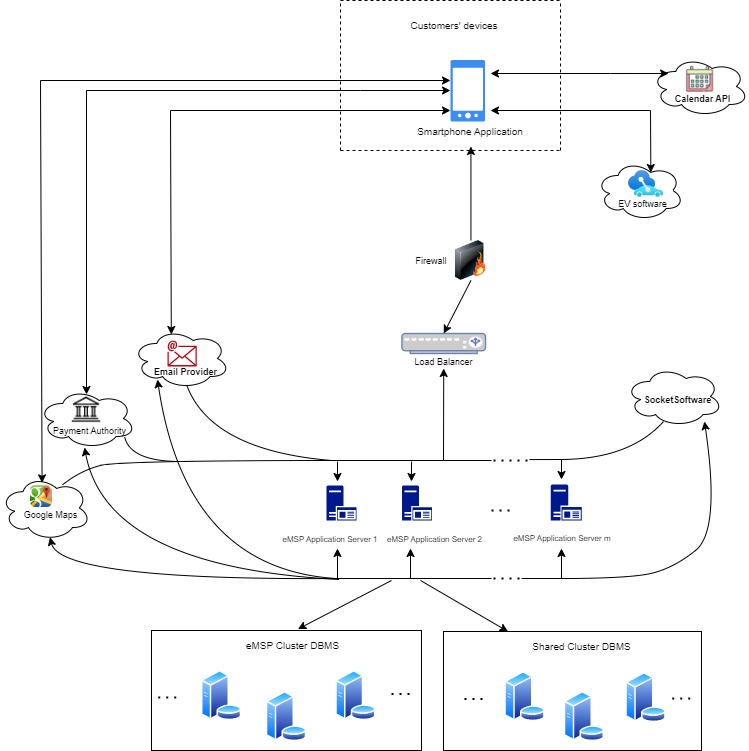 Customers' devices
Smartphone Application
Calendar API
EV software
Firewall
Load Balancer
@
Email Provider
Payment Authority
SocketSoftware
Google Maps
eMSP Application Server 1
eMSP Application Server 2
...
eMSP Application Server m
eMSP Cluster DBMS
Shared Cluster DBMS
...
...
...
...